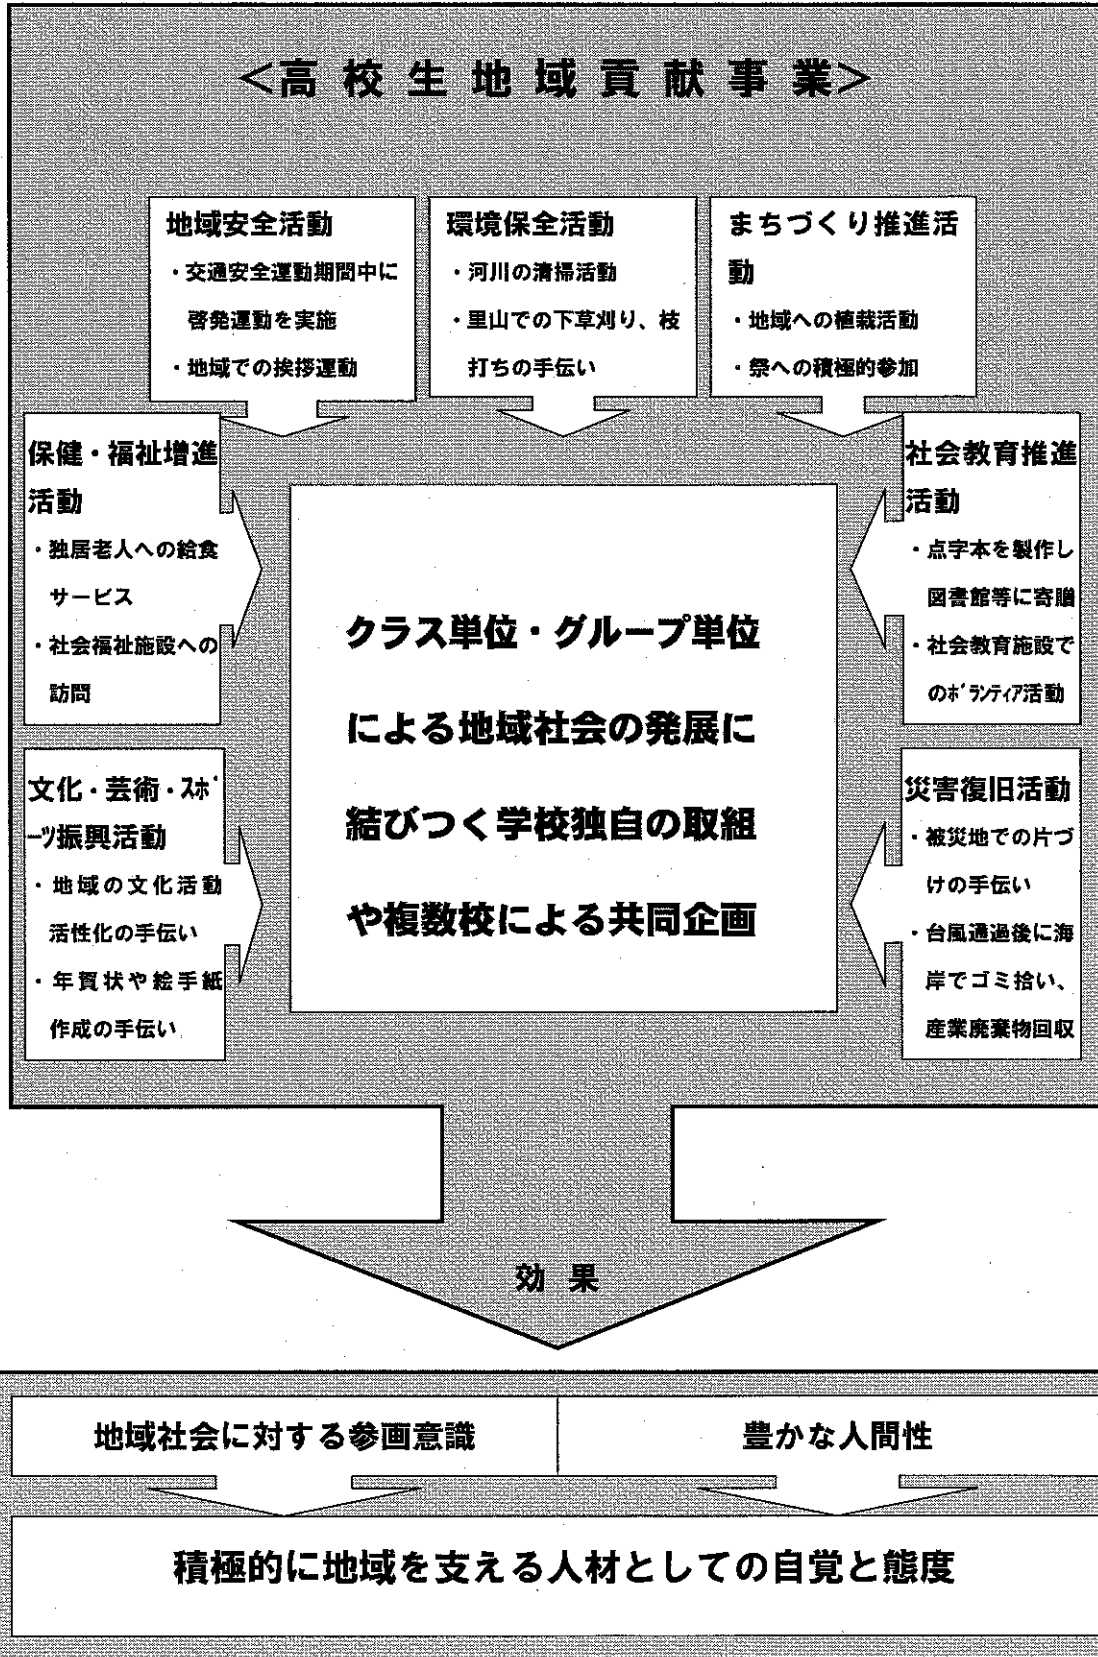 <高校生地域貢献事業>
地域安全活動
・交通安全運動期間中に
啓発運動を実施
・地域での挨拶運動
環境保全活動
・河川の清掃活動
・里山での下草刈り、枝
打ちの手伝い
まちづくり推進活
動
・地域への植栽活動
・祭への積極的参加
保健・福祉増進
活動
・独居老人への給食
サービス
・社会福祉施設への
訪問
社会教育推進
活動
・点字本を製作し
図書館等に寄贈
・社会教育施設で
のボランティア活動
クラス単位・グループ単位
による地域社会の発展に
結びつく学校独自の取組
や複数校による共同企画
文化・芸術・スポ
ーツ振興活動
・地域の文化活動
活性化の手伝い
・年賀状や絵手紙
作成の手伝い
災害復旧活動
・被災地での片づ
けの手伝い
・台風通過後に海
岸でゴミ拾い、
産業廃棄物回収
効果
地域社会に対する参画意識
豊かな人間性
積極的に地域を支える人材としての自覚と態度